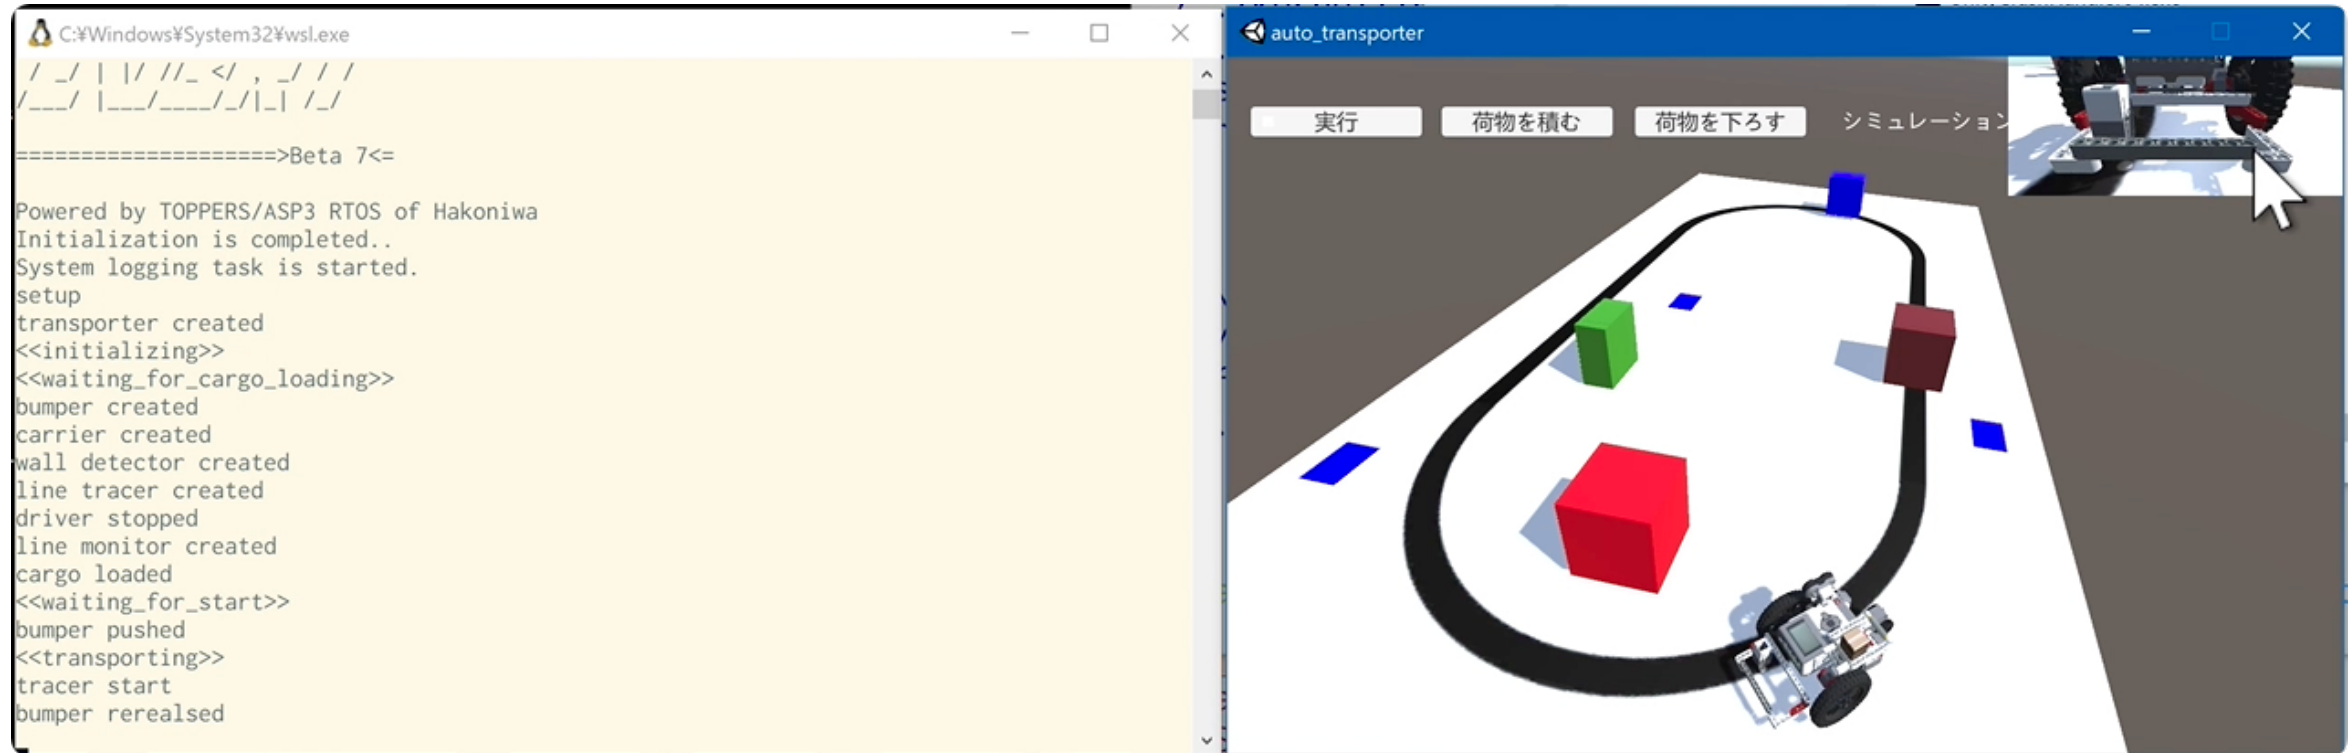 C:¥Windows¥System32¥wsl.exe
/ _/ | |/ //_ </ , _/ / /
/___/ |___/____/_/|_| /_/
====================>Beta 7<=
Powered by TOPPERS/ASP3 RTOS of Hakoniwa
Initialization is completed..
System logging task is started.
setup
transporter created
<<initializing>>
<<waiting_for_cargo_loading>>
bumper created
carrier created
wall detector created
line tracer created
driver stopped
line monitor created
cargo loaded
<<waiting_for_start>>
bumper pushed
<<transporting>>
tracer start
bumper rerealsed
auto_transporter
実行
荷物を積む
荷物を下ろす
シミュレーション